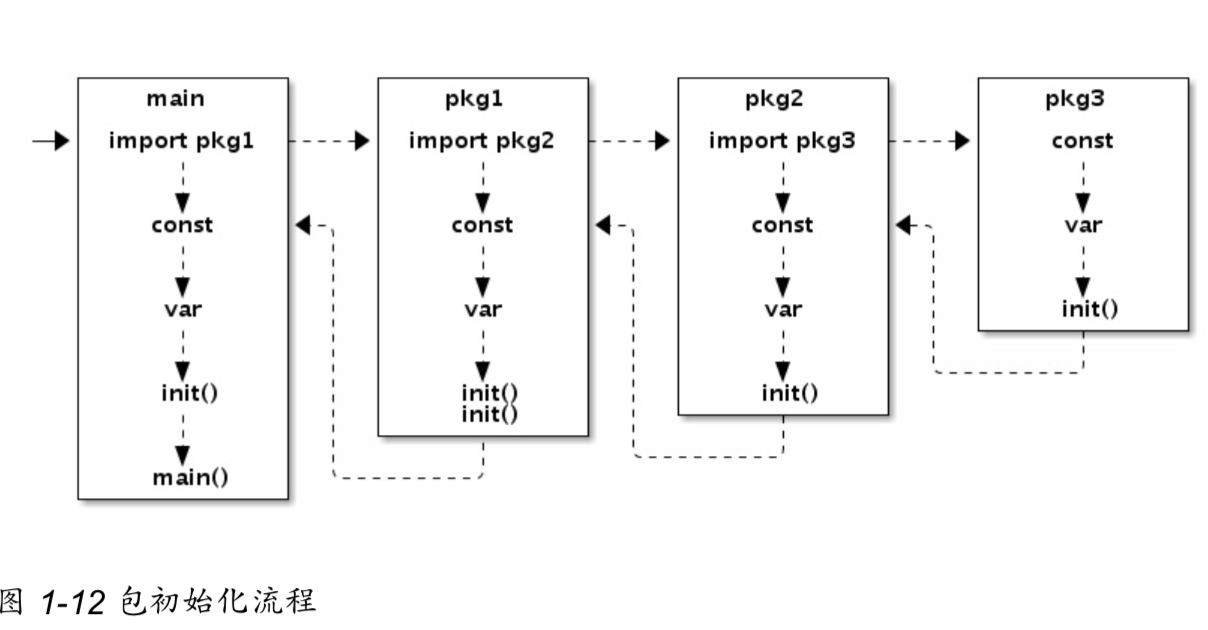 main
import pkg1
const
var
init()
main()
pkg1
import pkg2
const
var
init()
init()
pkg2
import pkg3
const
var
init()
pkg3
const
var
init()
图 1-12 包初始化流程